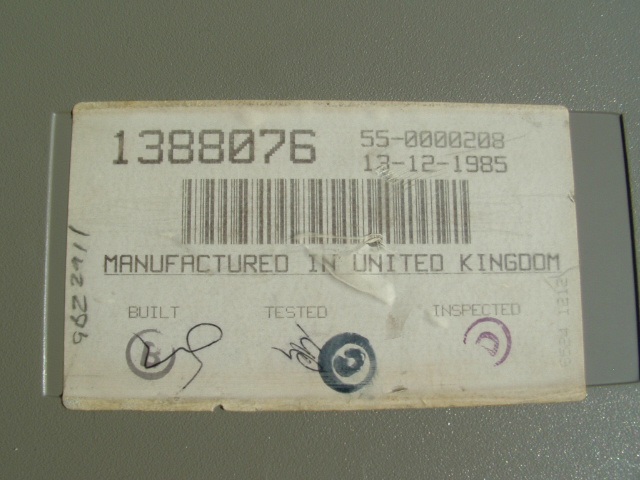 1388076
55-0000208
13-12-1985
MANUFACTURED IN UNITED KINGDOM
BUILT TESTED INSPECTED
9622911